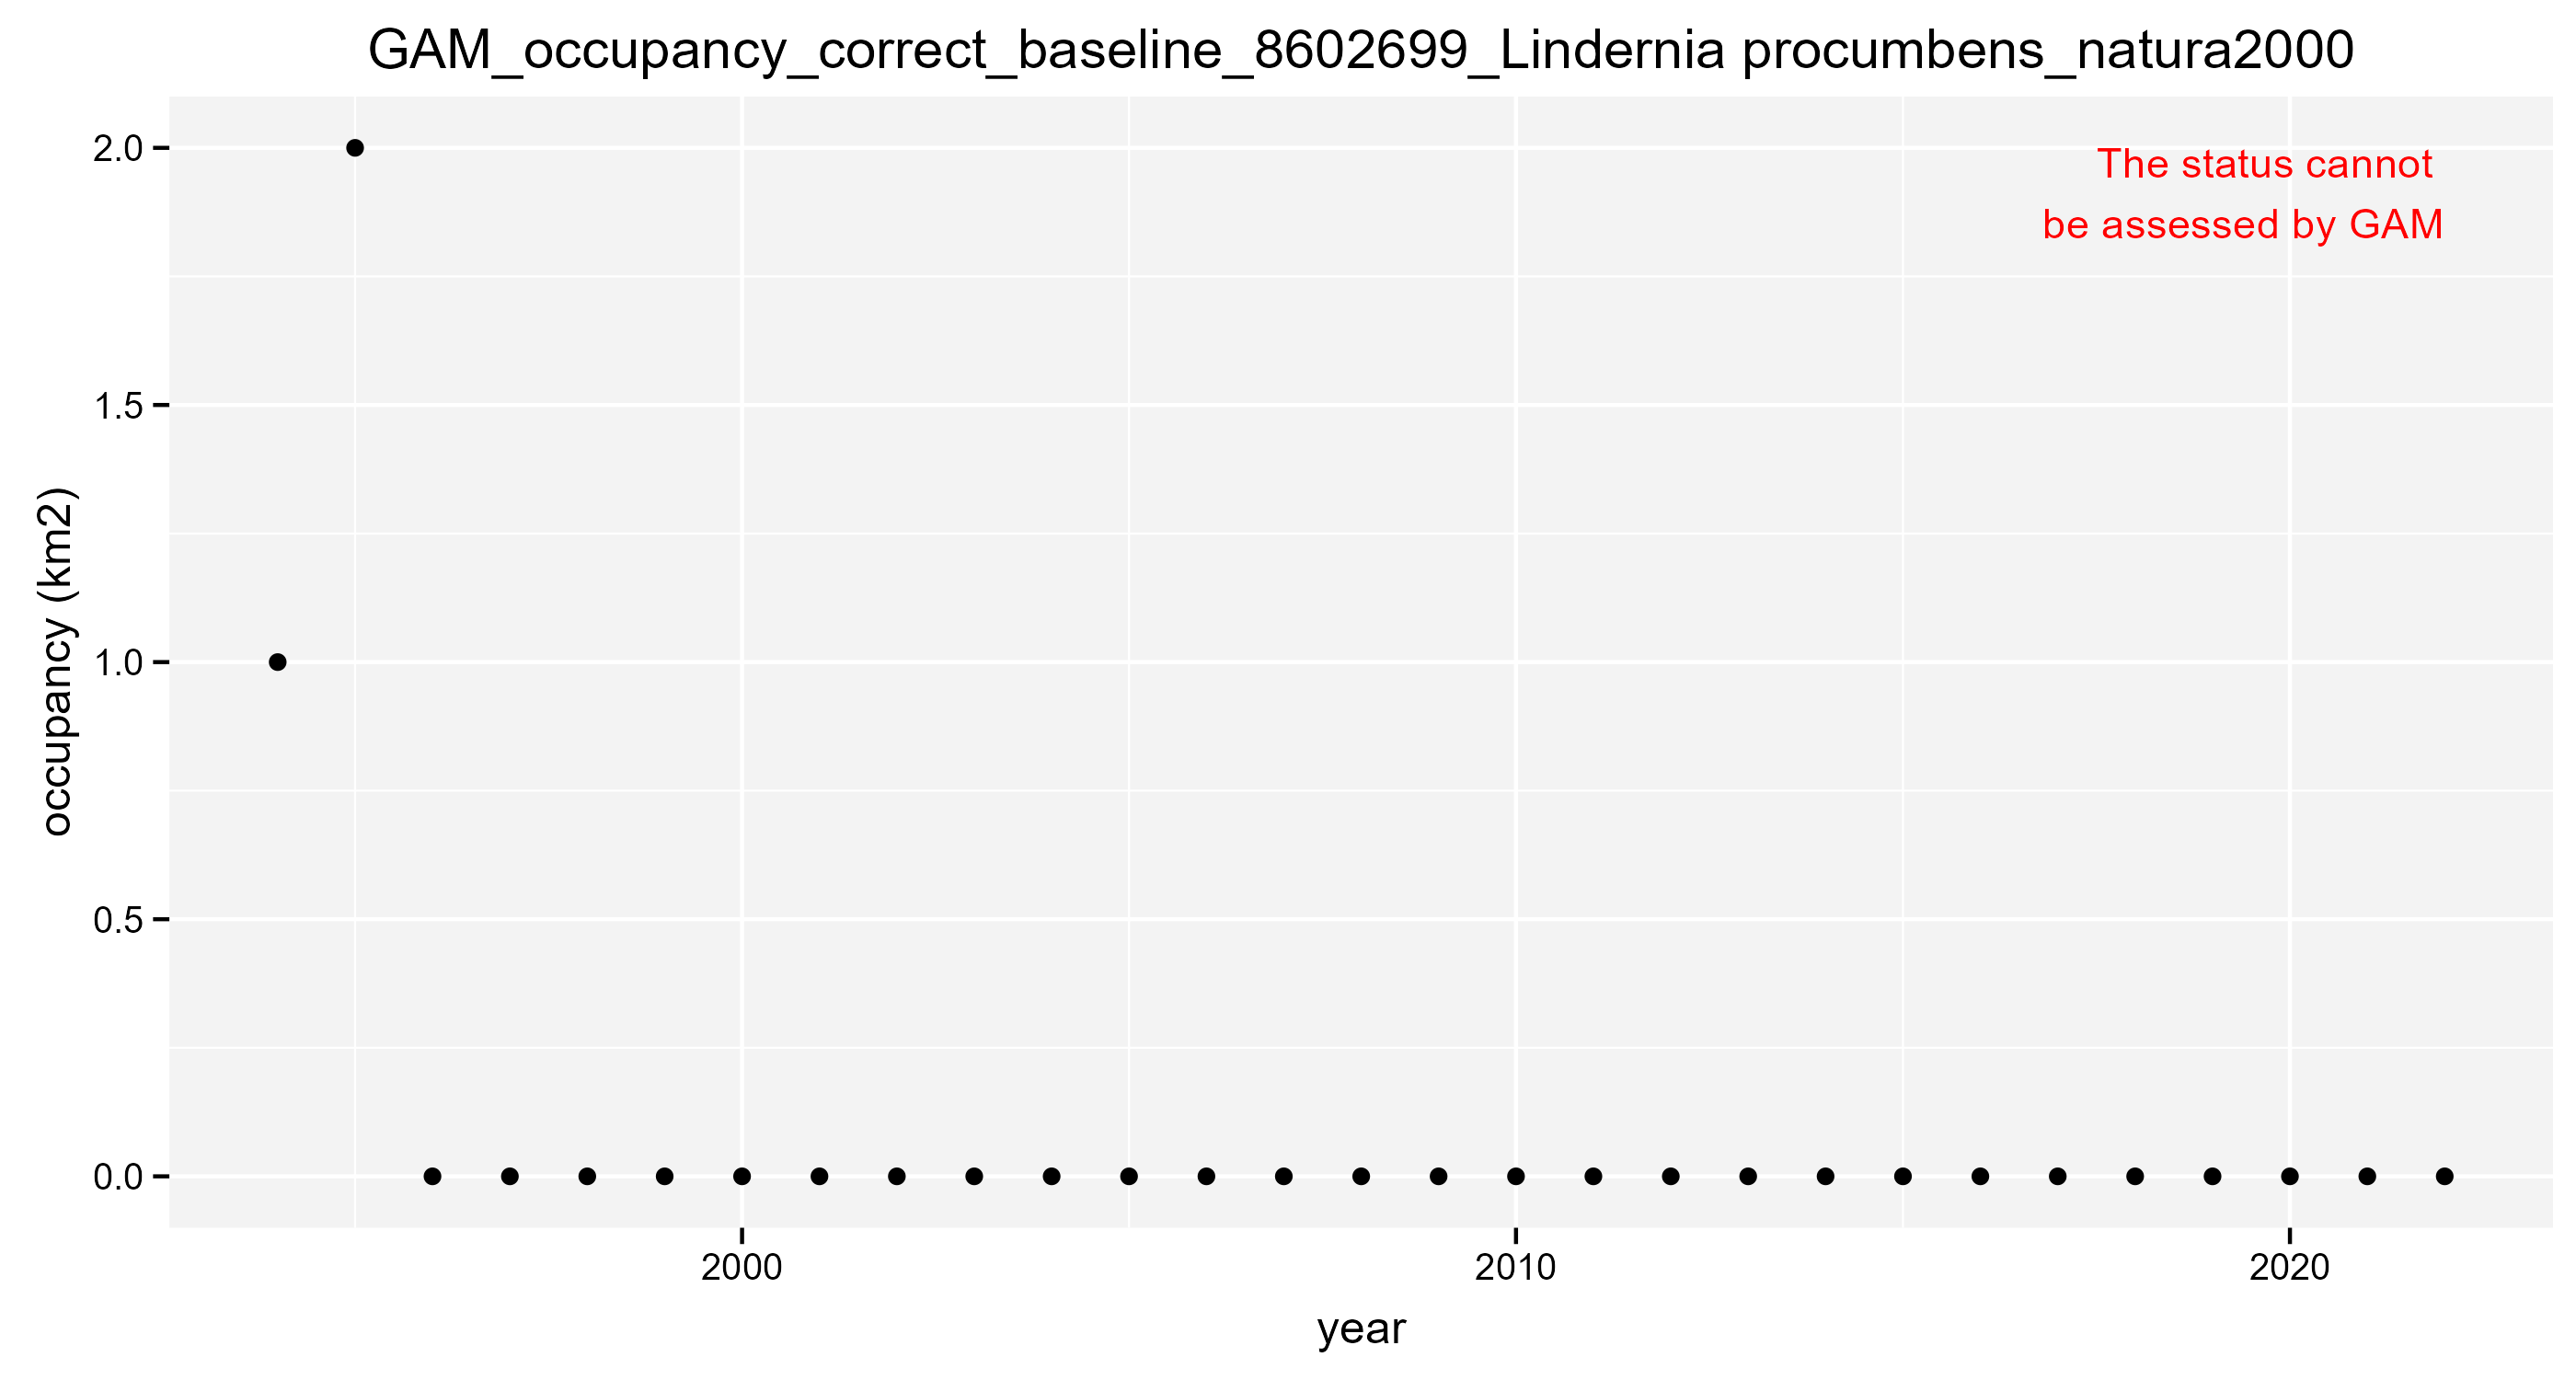 GAM_occupancy_correct_baseline_8602699_Lindernia procumbens_natura2000
The status cannot
be assessed by GAM
2.0
1.5
1.0
0.5
0.0
occupancy (km2)
2000
2010
2020
year